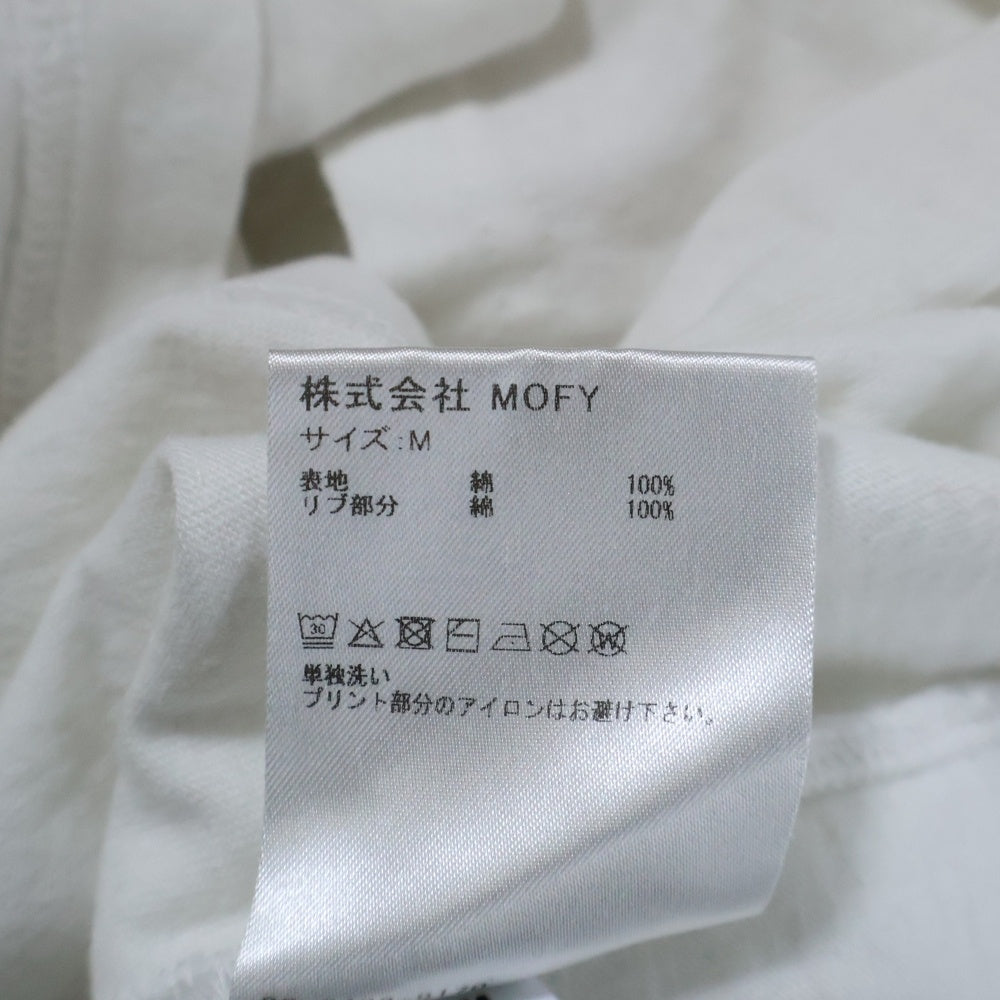 株式会社 MOFY
サイズ:M
表地 綿 100%
リブ部分 綿 100%
30
W
単独洗い
プリント部分のアイロンはお避け下さい。